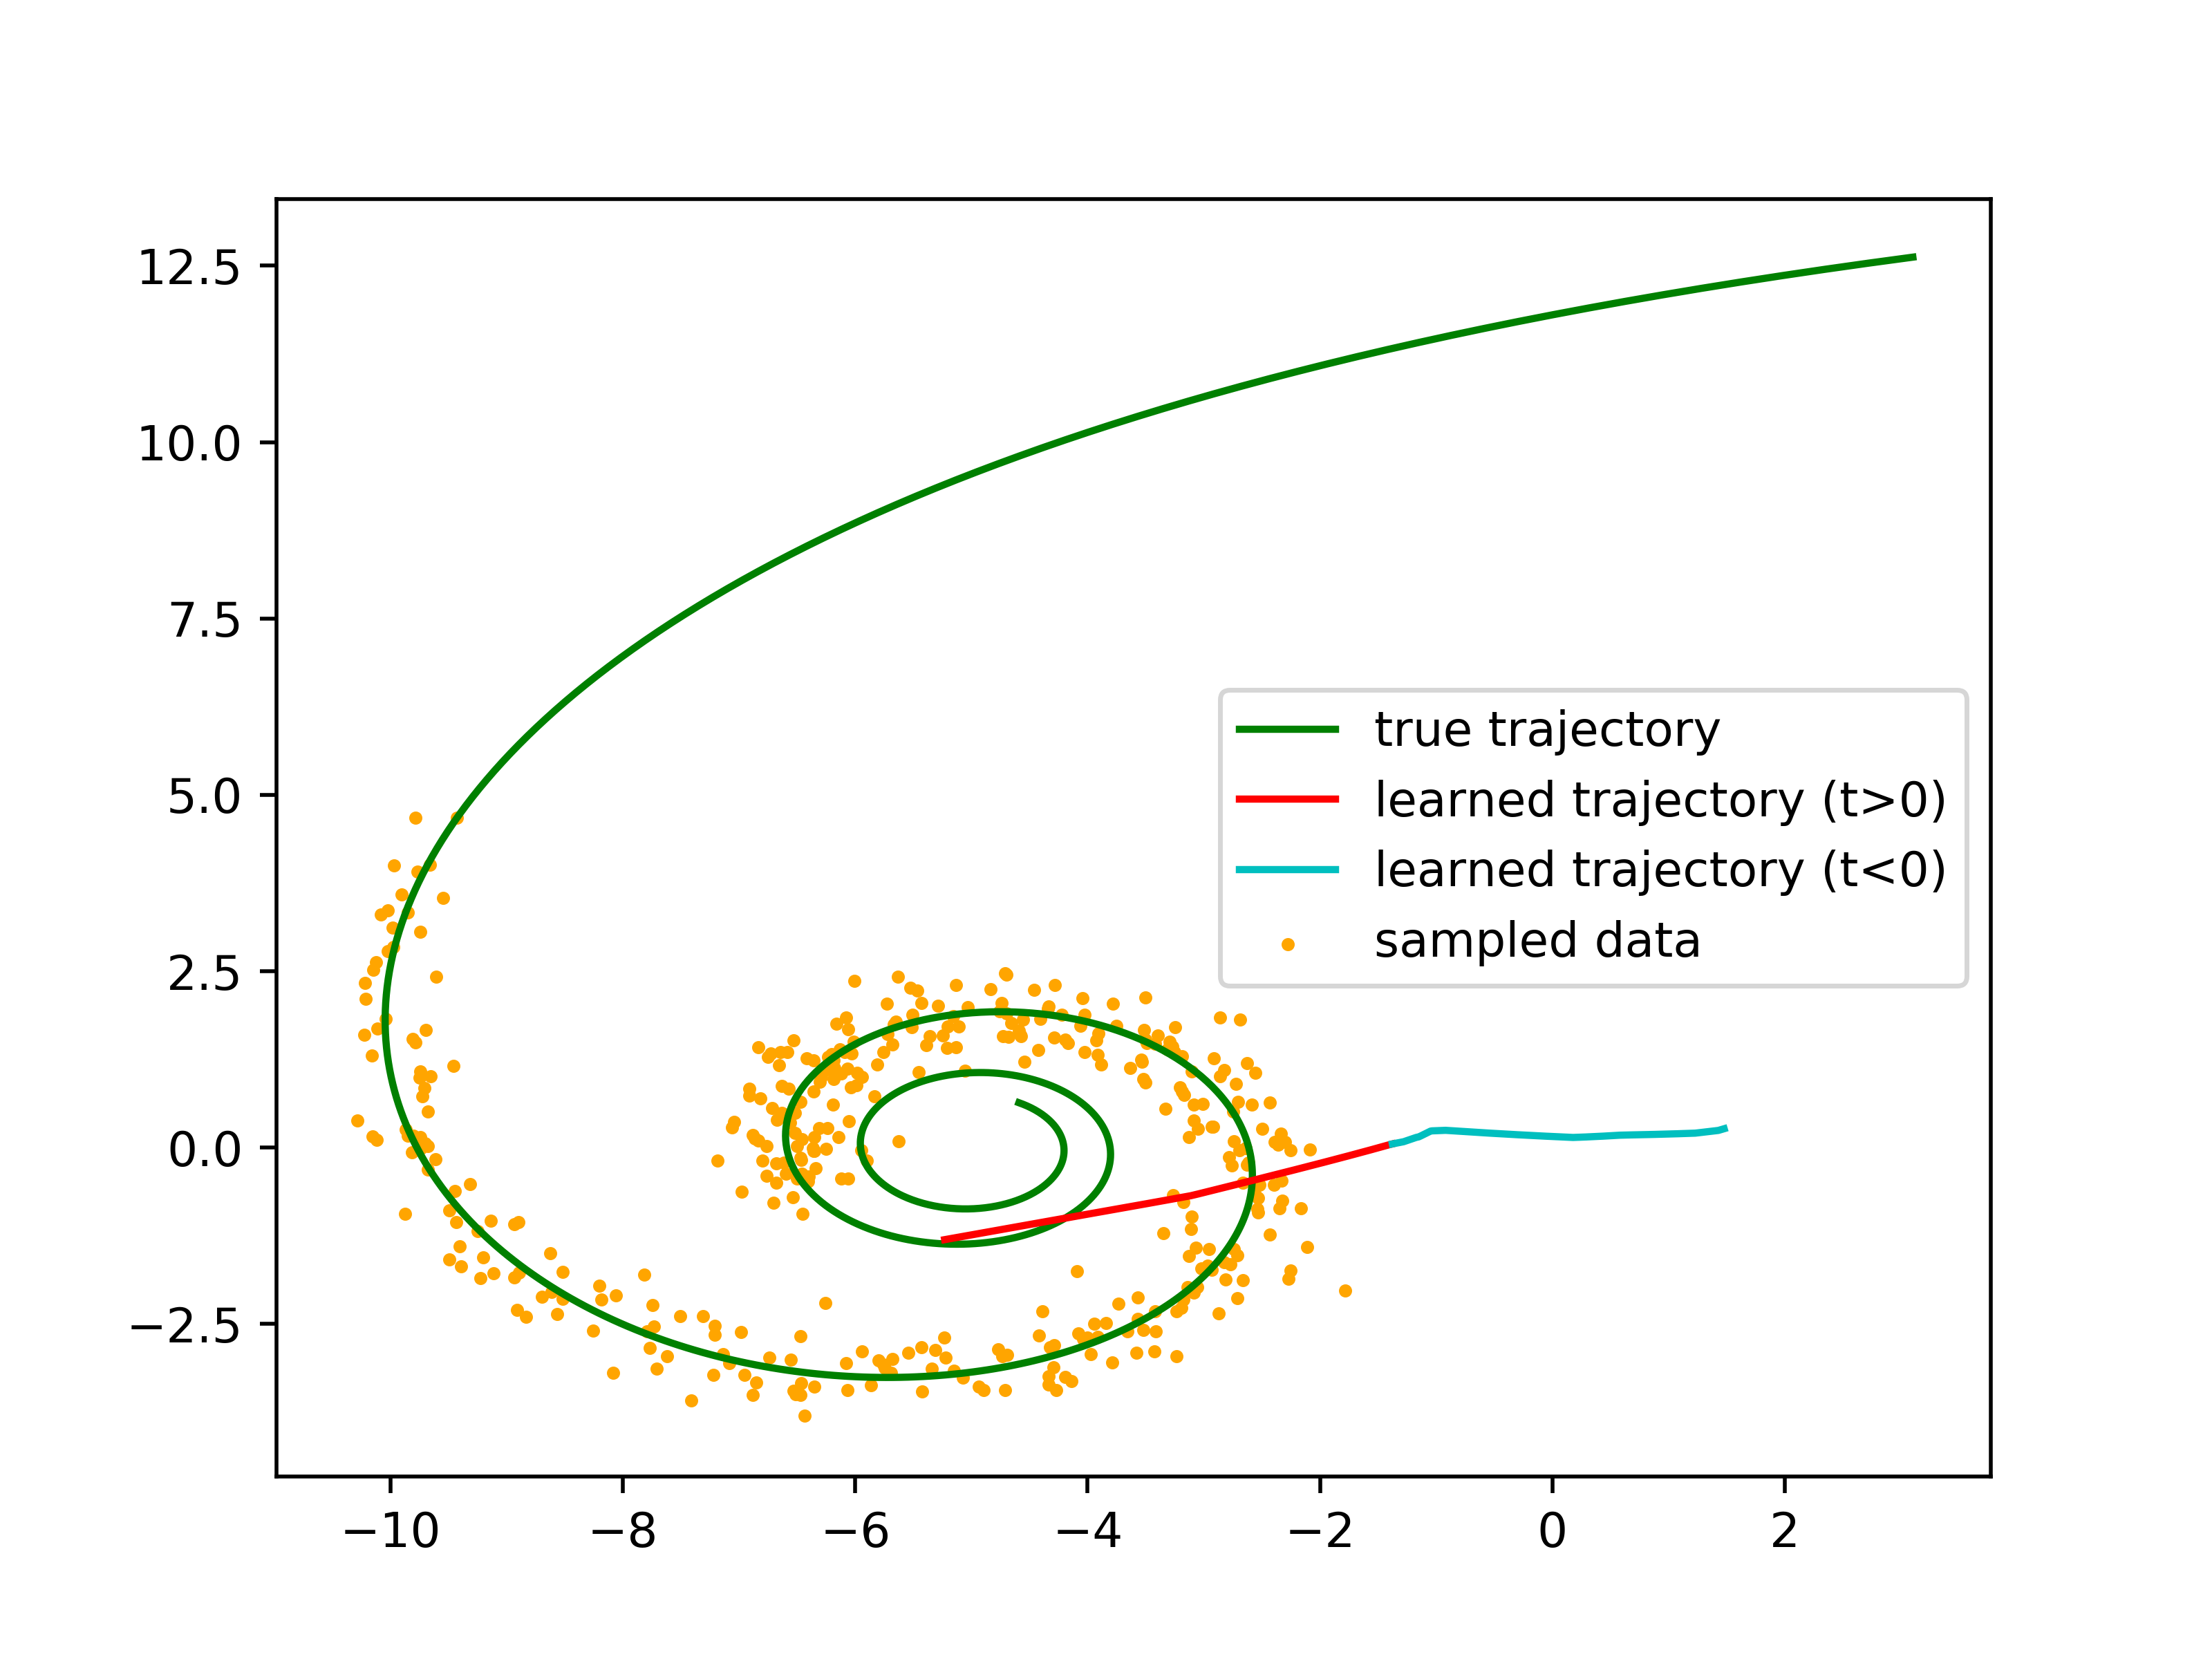 12.5
10.0
7.5
5.0
2.5
0.0
−2.5
true trajectory
learned trajectory (t>0)
learned trajectory (t<0)
sampled data
−10 −8 −6 −4 −2 0 2